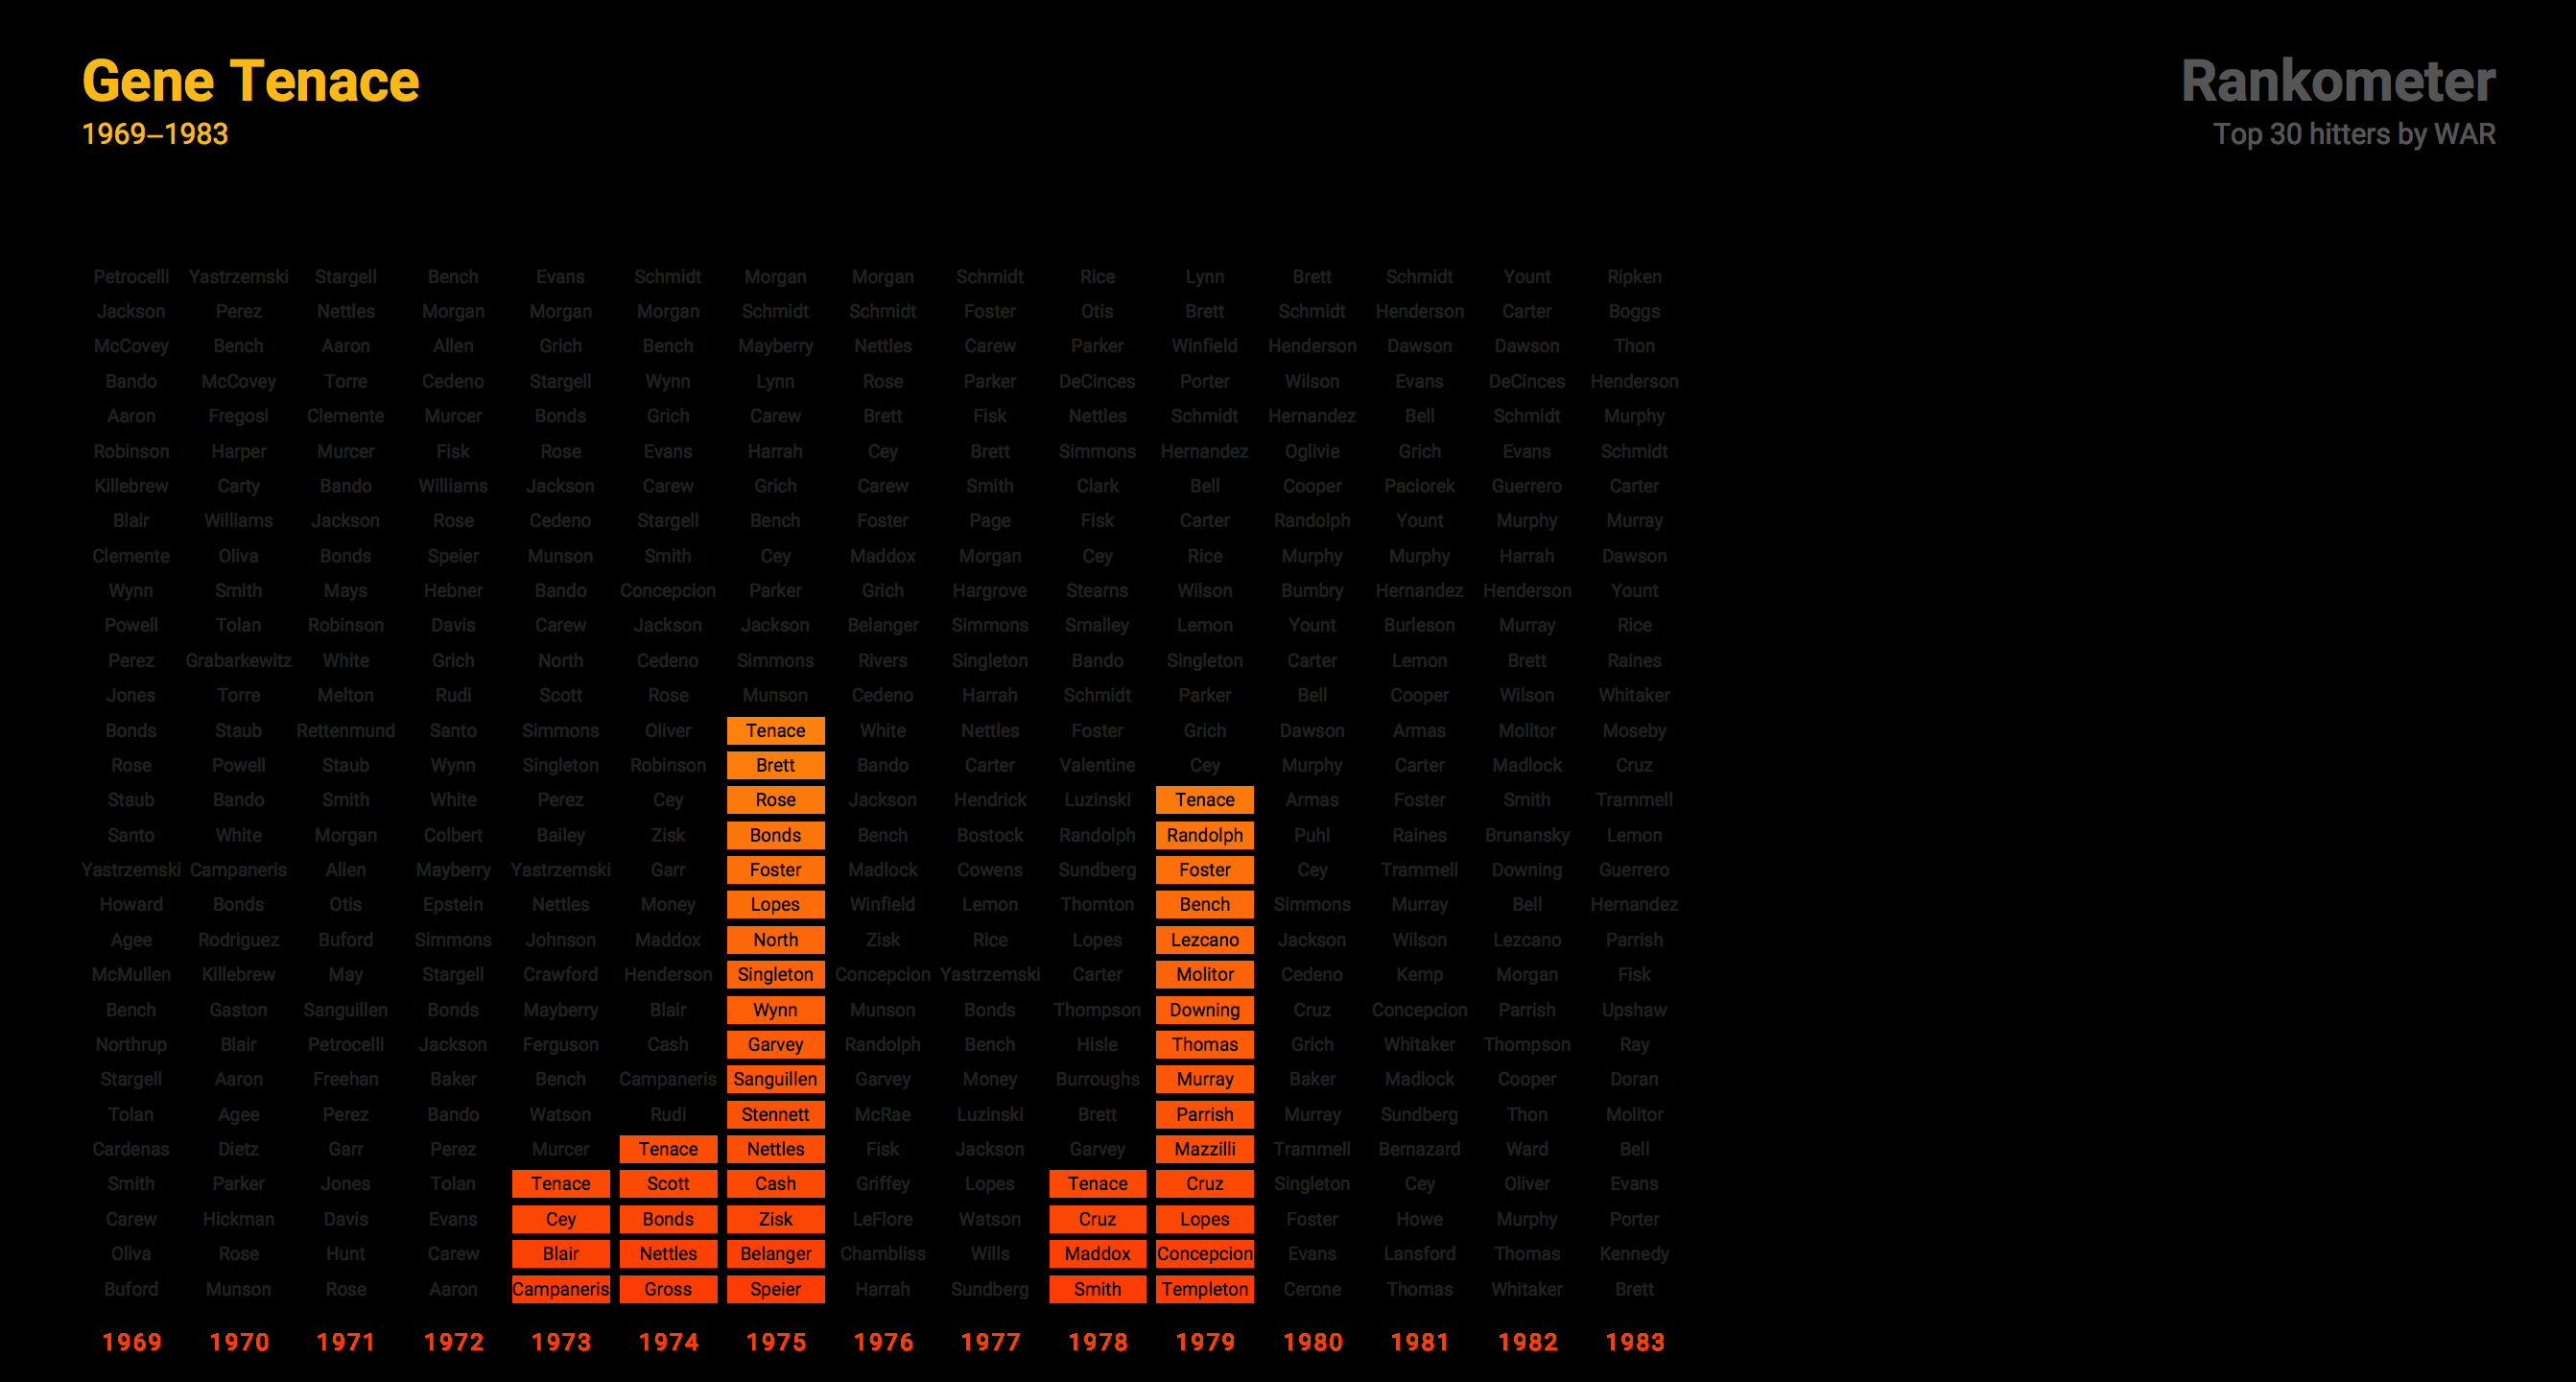 Gene Tenace
1969–1983
Rankometer
Top 30 hitters by WAR
Petrocelli Yastrzemski Stargell Bench Evans Schmidt Morgan Morgan Schmidt Rice Lynn Brett Schmidt Yount Ripken
Jackson Perez Nettles Morgan Morgan Morgan Schmidt Schmidt Foster Otis Brett Schmidt Henderson Carter Boggs
McCovey Bench Aaron Allen Grich Bench Mayberry Nettles Carew Parker Winfield Henderson Dawson Dawson Thon
Bando McCovey Torre Cedeno Stargell Wynn Lynn Rose Parker DeCinces Porter Wilson Evans DeCinces Henderson
Aaron Fregosi Clemente Murcer Bonds Grich Carew Brett Fisk Nettles Schmidt Hernandez Bell Schmidt Murphy
Robinson Harper Murcer Fisk Rose Evans Harrah Cey Brett Simmons Hernandez Oglivie Grich Evans Schmidt
Killebrew Carty Bando Williams Jackson Carew Grich Carew Smith Clark Bell Cooper Paciorek Guerrero Carter
Blair Williams Jackson Rose Cedeno Stargell Bench Foster Page Fisk Carter Randolph Yount Murphy Murray
Clemente Oliva Bonds Speier Munson Smith Cey Maddox Morgan Cey Rice Murphy Murphy Harrah Dawson
Wynn Smith Mays Hebner Bando Concepcion Parker Grich Hargrove Stearns Wilson Bumbry Hernandez Henderson Yount
Powell Tolan Robinson Davis Carew Jackson Jackson Belanger Simmons Smalley Lemon Yount Burleson Murray Rice
Perez Grabarkewitz White Grich North Cedeno Simmons Rivers Singleton Bando Singleton Carter Lemon Brett Raines
Jones Torre Melton Rudi Scott Rose Munson Cedeno Harrah Schmidt Parker Bell Cooper Wilson Whitaker
Bonds Staub Rettenmund Santo Simmons Oliver Tenace White Nettles Foster Grich Dawson Armas Molitor Moseby
Rose Powell Staub Wynn Singleton Robinson Brett Bando Carter Valentine Cey Murphy Carter Madlock Cruz
Staub Bando Smith White Perez Cey Rose Jackson Hendrick Luzinski Tenace Armas Foster Smith Trammell
Santo White Morgan Colbert Bailey Zisk Bonds Bench Bostock Randolph Randolph Puhl Raines Brunansky Lemon
Yastrzemski Campaneris Allen Mayberry Yastrzemski Garr Foster Madlock Cowens Sundberg Foster Cey Trammell Downing Guerrero
Howard Bonds Otis Epstein Nettles Money Lopes Winfield Lemon Thornton Bench Simmons Murray Bell Hernandez
Agee Rodriguez Buford Simmons Johnson Maddox North Zisk Rice Lopes Lezcano Jackson Wilson Lezcano Parrish
McMullen Killebrew May Stargell Crawford Henderson Singleton Concepcion Yastrzemski Carter Molitor Cedeno Kemp Morgan Fisk
Bench Gaston Sanguillen Bonds Mayberry Blair Wynn Munson Bonds Thompson Downing Cruz Concepcion Parrish Upshaw
Northrup Blair Petrocelli Jackson Ferguson Cash Garvey Randolph Bench Hisle Thomas Grich Whitaker Thompson Ray
Stargell Aaron Freehan Baker Bench Campaneris Sanguillen Garvey Money Burroughs Murray Baker Madlock Cooper Doran
Tolan Agee Perez Bando Watson Rudi Stennett McRae Luzinski Brett Parrish Murray Sundberg Thon Molitor
Cardenas Dietz Garr Perez Murcer Tenace Nettles Fisk Jackson Garvey Mazzilli Trammell Bernazard Ward Bell
Smith Parker Jones Tolan Tenace Scott Cash Griffey Lopes Tenace Cruz Singleton Cey Oliver Evans
Carew Hickman Davis Evans Cey Bonds Zisk LeFlore Watson Cruz Lopes Foster Howe Murphy Porter
Oliva Rose Hunt Carew Blair Nettles Belanger Chambliss Wills Maddox Concepcion Evans Lansford Thomas Kennedy
Buford Munson Rose Aaron Campaneris Gross Speier Harrah Sundberg Smith Templeton Cerone Thomas Whitaker Brett
1969 1970 1971 1972 1973 1974 1975 1976 1977 1978 1979 1980 1981 1982 1983